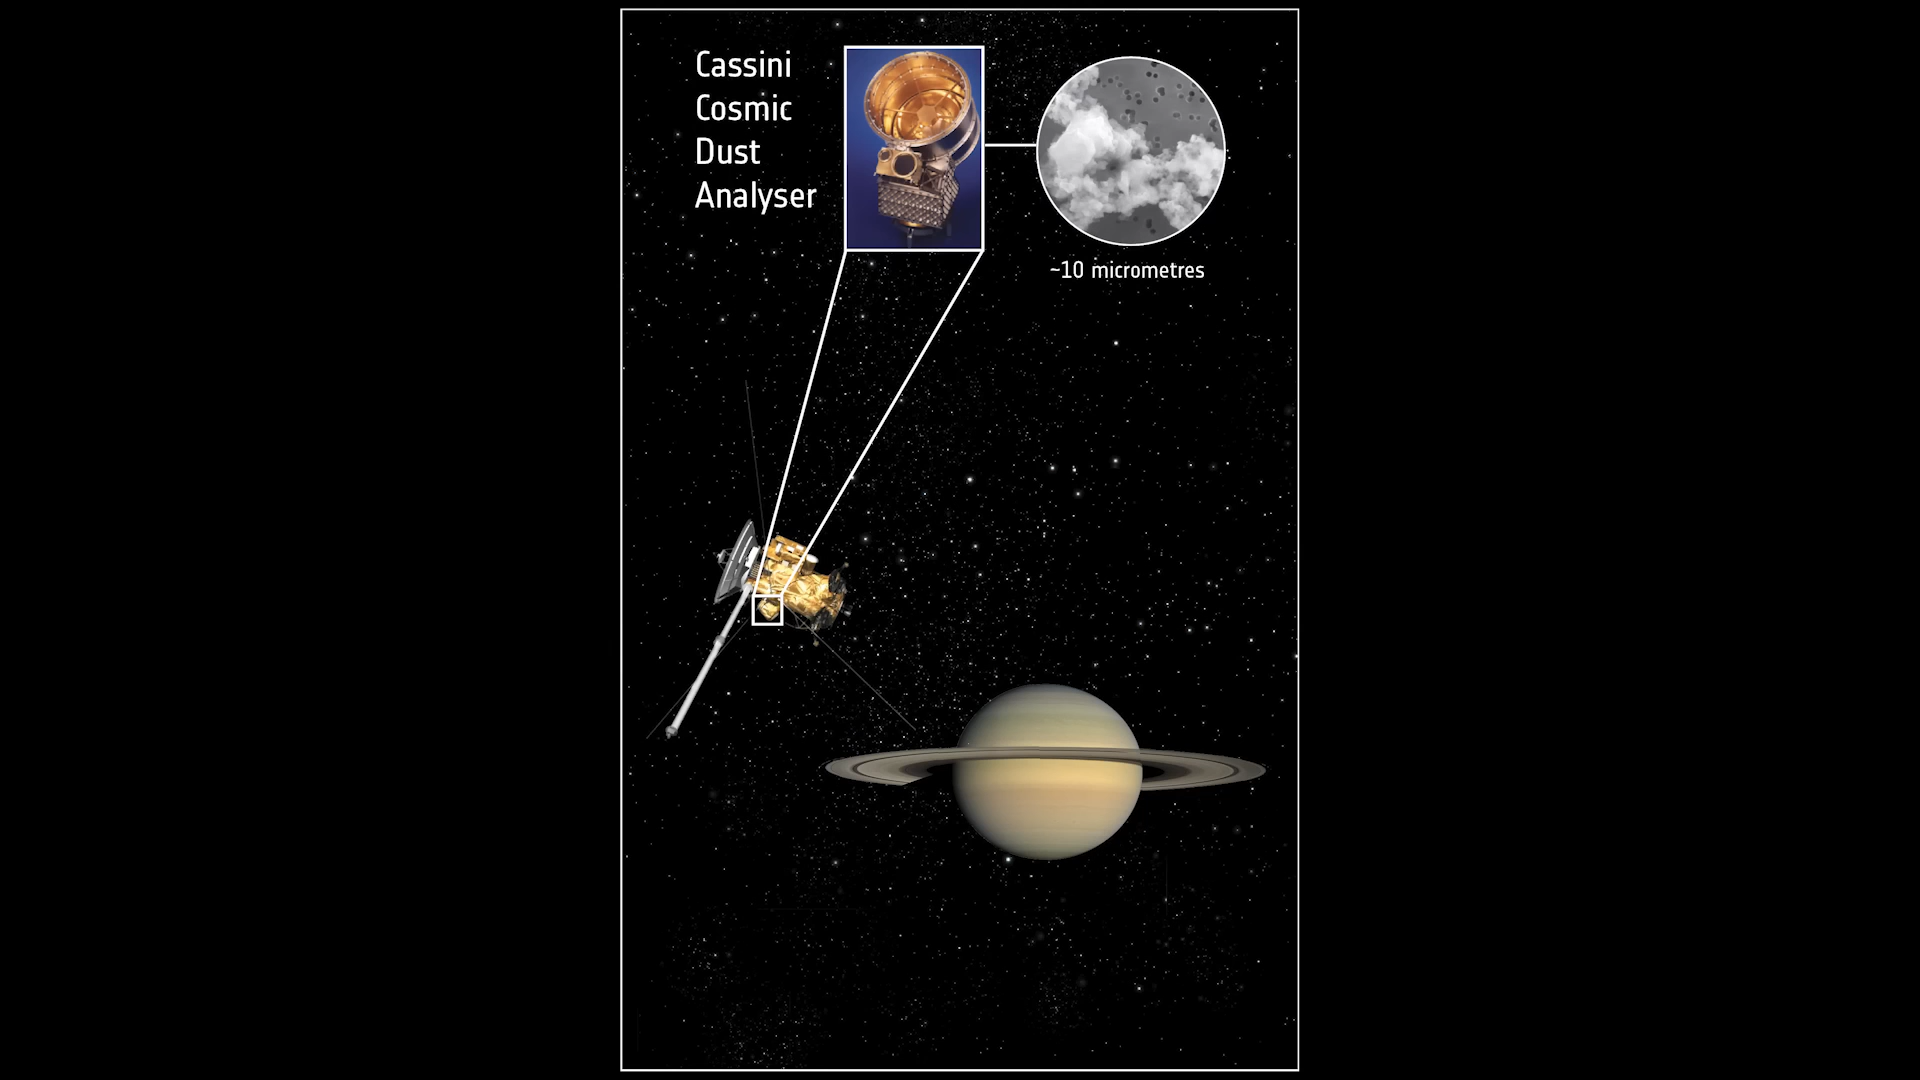 Cassini
Cosmic
Dust
Analyser
~10 micrometres